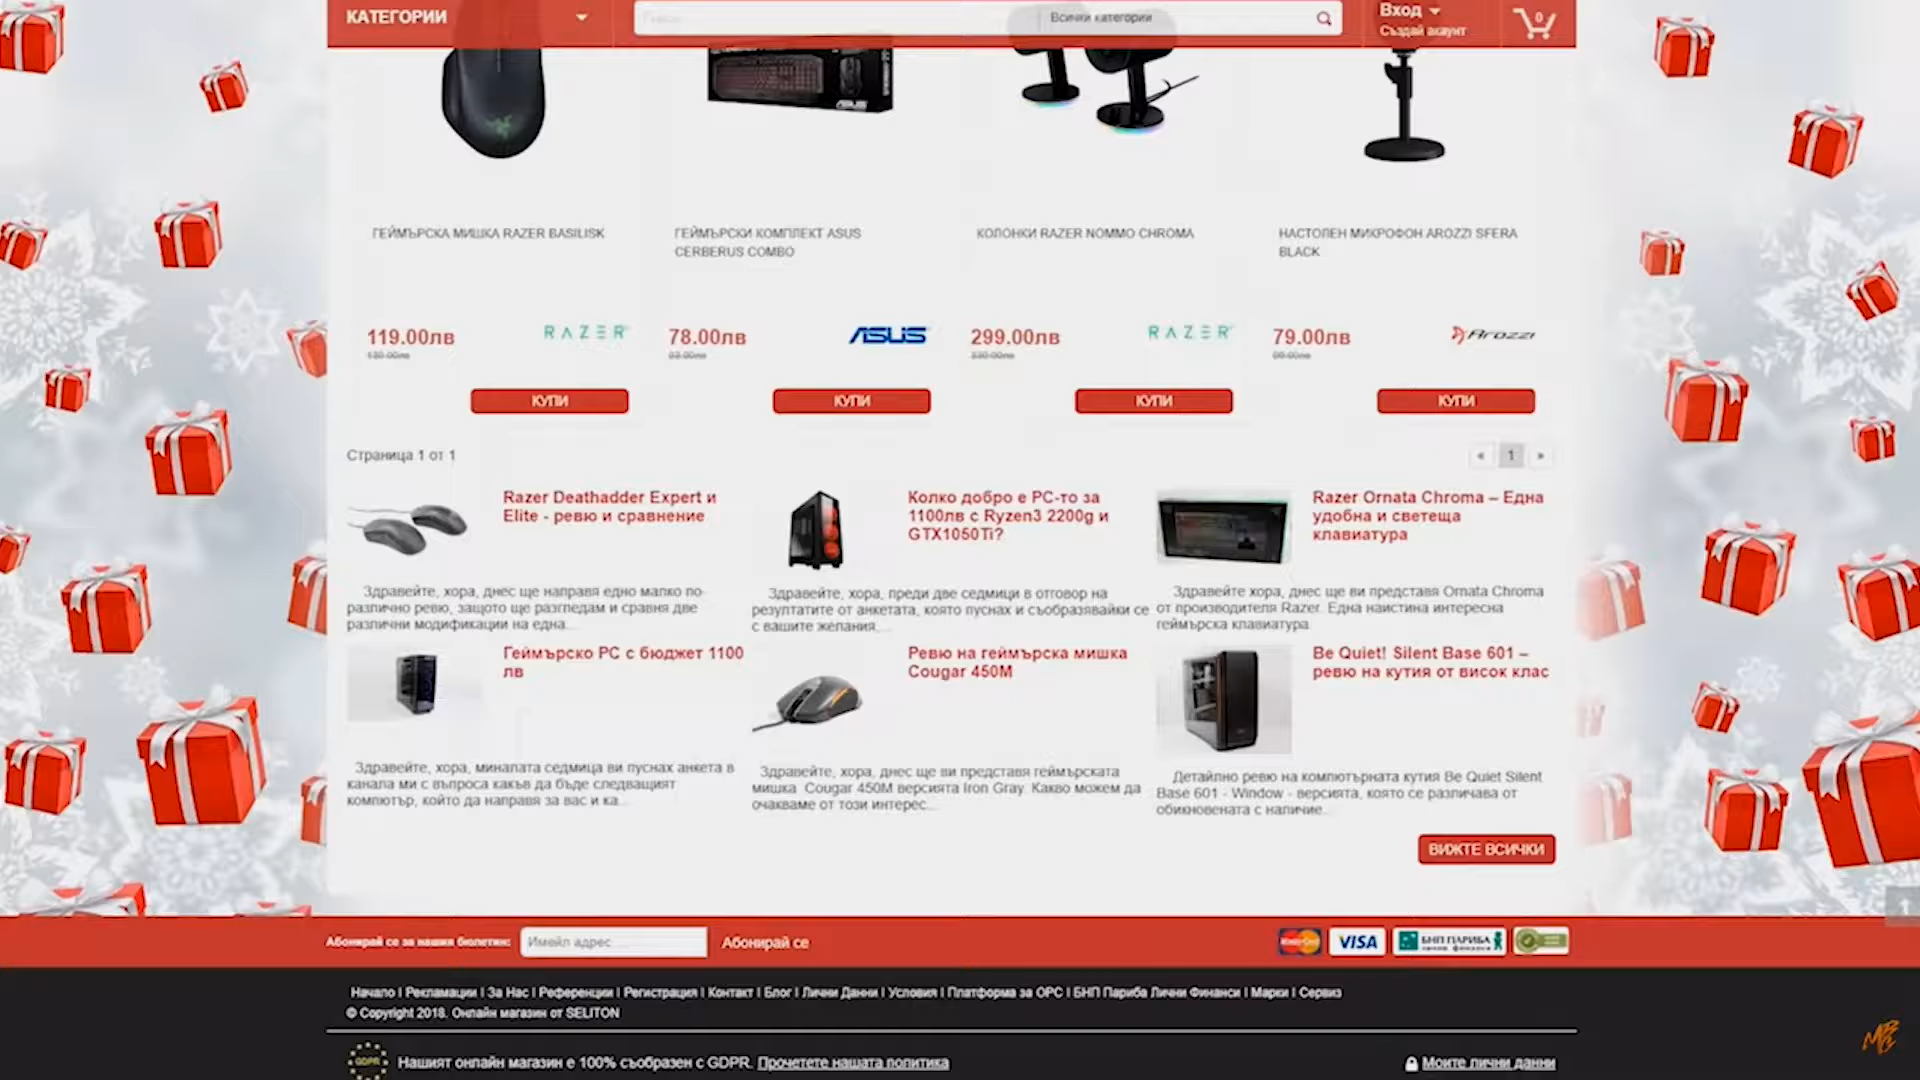 КАТЕГОРИИ
Всички категории
Вход
Създай акаунт
0
ASUS
ГЕЙМЪРСКА МИШКА RAZER BASILISK
ГЕЙМЪРСКИ КОМПЛЕКТ ASUS
CERBERUS COMBO
КОЛОНКИ RAZER NOMMO CHROMA
НАСТОЛЕН МИКРОФОН AROZZI SFERA
BLACK
119.00лв
RAZER
78.00лв
ASUS
299.00лв
RAZER
79.00лв
Arozzi
КУПИ
КУПИ
КУПИ
КУПИ
Страница 1 от 1
« 1 »
Razer Deathadder Expert и
Elite - ревю и сравнение
Здравейте, хора, днес ще направя едно малко по-
различно ревю, защото ще разгледам и сравня две
различни модификации на една...
Колко добро е PC-то за
1100лв с Ryzen3 2200g и
GTX1050Ti?
Здравейте, хора, преди две седмици в отговор на
резултатите от анкетата, която пуснах и съобразявайки се
с вашите желания,...
Razer Ornata Chroma – Една
удобна и светеща
клавиатура
Здравейте хора, днес ще ви представя Ornata Chroma
от производителя Razer. Една наистина интересна
геймърска клавиатура.
Геймърско PC с бюджет 1100
лв
Здравейте, хора, миналата седмица ви пуснах анкета в
канала ми с въпроса какъв да бъде следващият
компютър, който да направя за вас и ка...
Ревю на геймърска мишка
Cougar 450M
Здравейте, хора, днес ще ви представя геймърската
мишка Cougar 450M версията Iron Gray. Какво можем да
очакваме от този интерес...
Be Quiet! Silent Base 601 –
ревю на кутия от висок клас
Детайлно ревю на компютърната кутия Be Quiet Silent
Base 601 - Window - версията, която се различава от
обикновената с наличие...
ВИЖТЕ ВСИЧКИ
Абонирай се за нашия бюлетин:
Имейл адрес ...
Абонирай се
MasterCard
VISA
БНП ПАРИБА
Начало | Рекламации | За Нас | Референции | Регистрация | Контакт | Блог | Лични Данни | Условия | Платформа за ОРС | БНП Париба Лични Финанси | Марки | Сервиз
© Copyright 2018. Онлайн магазин от SELITON
GDPR
Нашият онлайн магазин е 100% съобразен с GDPR. Прочетете нашата политика
Моите лични данни